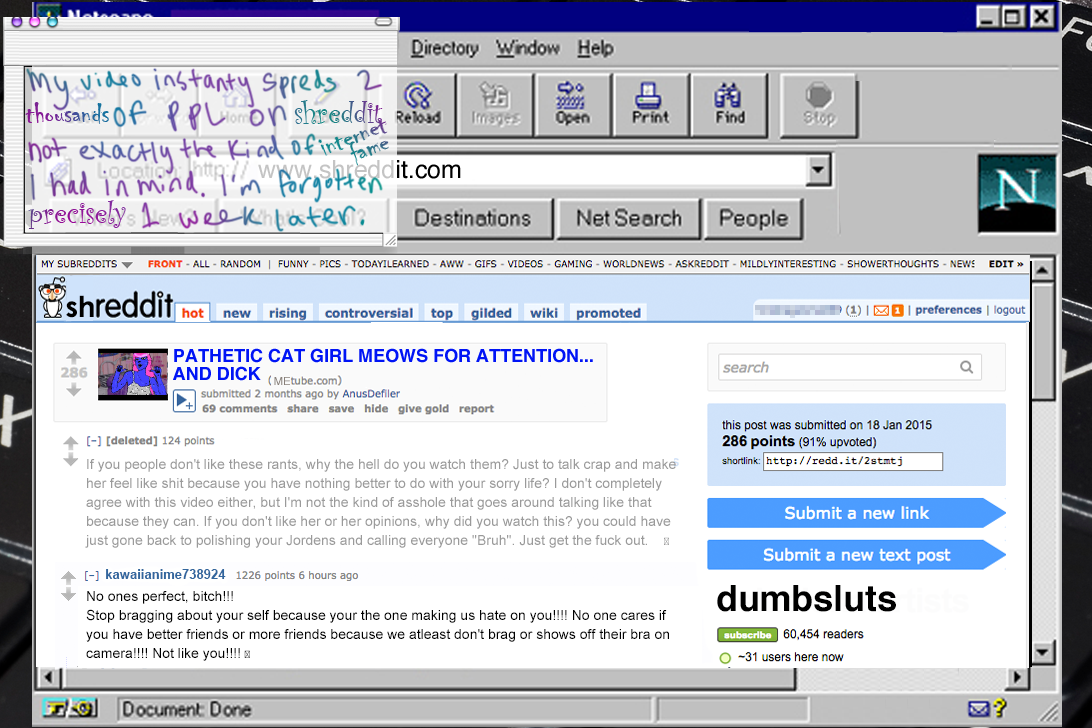 Netscape
Directory Window Help
My video instanty spreds 2
thousands of PPL on shreddit
not exactly the kind of internet fame
I had in mind. I'm forgotten
precisely 1 week later.
Reload Images Open Print Find Stop
Location: http:// www.shreddit.com
Destinations Net Search People
N
MY SUBREDDITS FRONT - ALL - RANDOM | FUNNY - PICS - TODAYILEARNED - AWW - GIFS - VIDEOS - GAMING - WORLDNEWS - ASKREDDIT - MILDLYINTERESTING - SHOWERTHOUGHTS - NEWS EDIT »
shreddit hot new rising controversial top gilded wiki promoted
(1) | 1 | preferences | logout
286
PATHETIC CAT GIRL MEOWS FOR ATTENTION...
AND DICK (METube.com)
submitted 2 months ago by AnusDefiler
69 comments share save hide give gold report
[–] [deleted] 124 points
If you people don't like these rants, why the hell do you watch them? Just to talk crap and make
her feel like shit because you have nothing better to do with your sorry life? I don't completely
agree with this video either, but I'm not the kind of asshole that goes around talking like that
because they can. If you don't like her or her opinions, why did you watch this? you could have
just gone back to polishing your Jordens and calling everyone "Bruh". Just get the fuck out.
[–] kawaiianime738924 1226 points 6 hours ago
No ones perfect, bitch!!!
Stop bragging about your self because your the one making us hate on you!!!! No one cares if
you have better friends or more friends because we atleast don't brag or shows off their bra on
camera!!!! Not like you!!!!
search
this post was submitted on 18 Jan 2015
286 points (91% upvoted)
shortlink: http://redd.it/2stmtj
Submit a new link
Submit a new text post
dumbsluts
subscribe 60,454 readers
~31 users here now
Document: Done